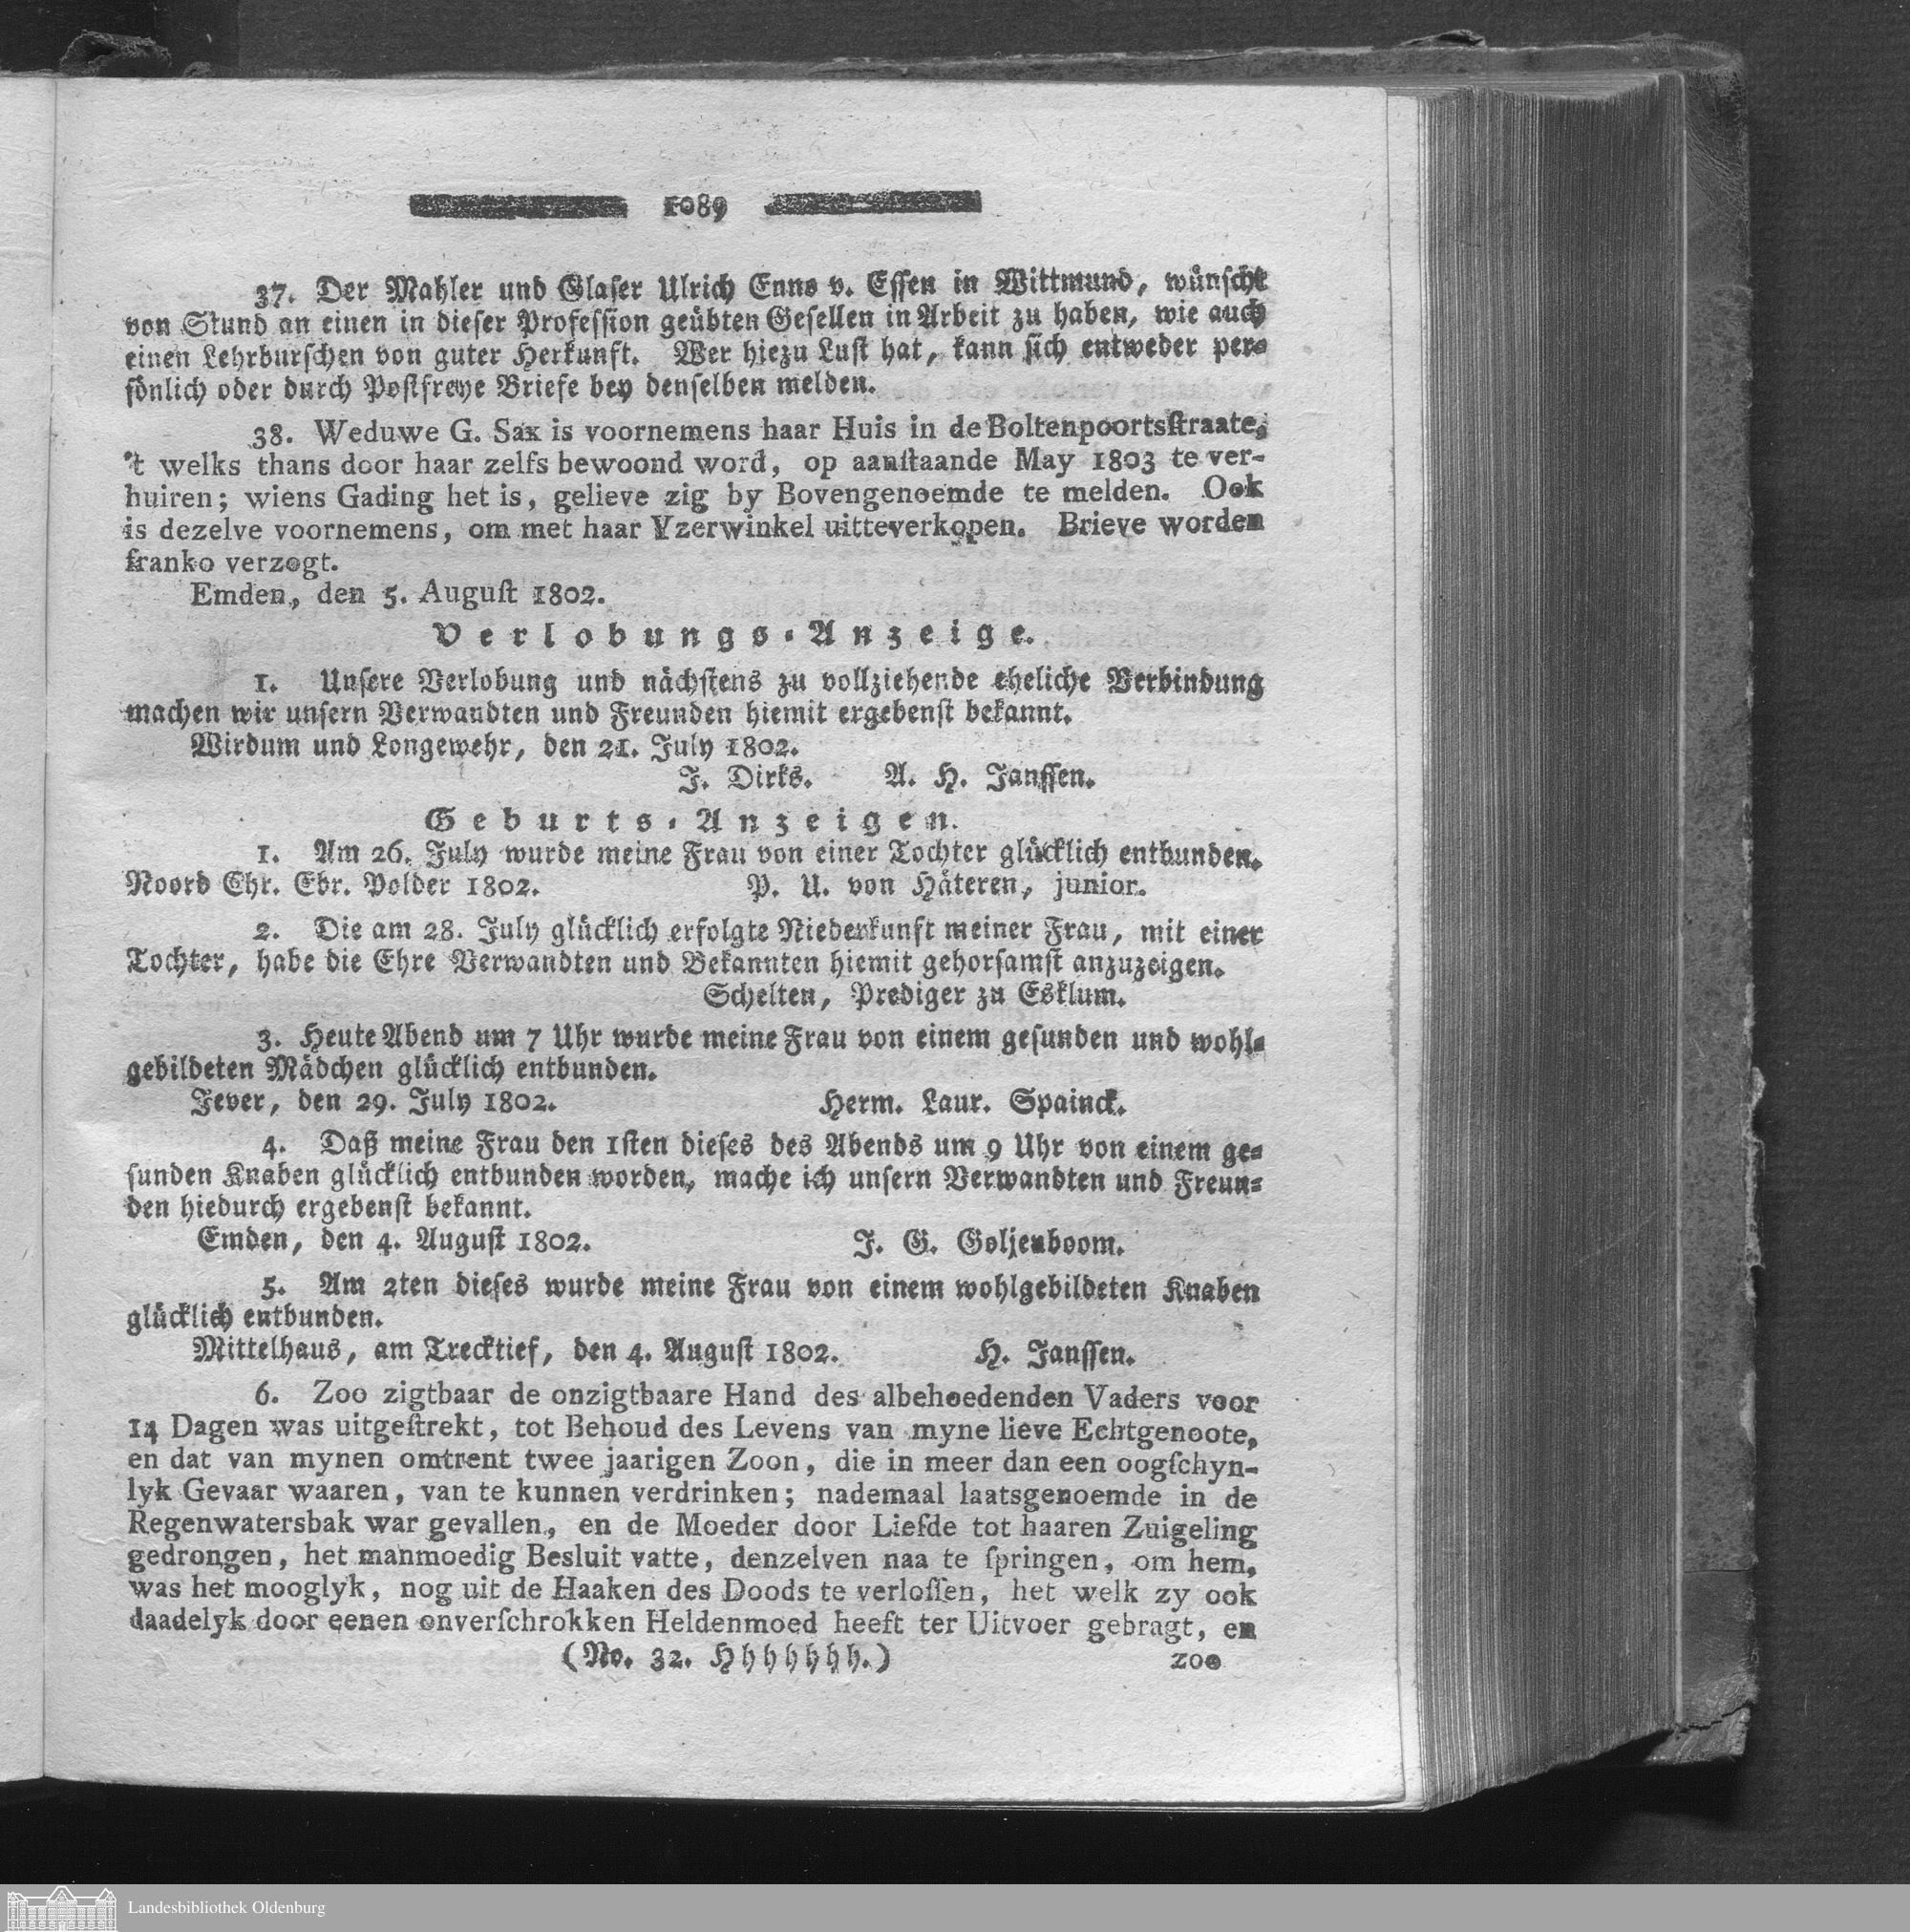 1089
37. Der Mahler und Glaser Ulrich Enno v. Essen in Wittmund, wünscht
von Stund an einen in dieser Profession geübten Gesellen in Arbeit zu haben, wie auch
einen Lehrburschen von guter Herkunft. Wer hiezu Lust hat, kann sich entweder per=
sönlich oder durch Postfreye Briefe bey denselben melden.
38. Weduwe G. Sax is voornemens haar Huis in de Boltenpoortsſtraate,
't welks thans door haar zelfs bewoond word, op aanſtaande May 1803 te ver-
huiren; wiens Gading het is, gelieve zig by Bovengenoemde te melden. Ook
is dezelve voornemens, om met haar Yzerwinkel uitteverkopen. Brieve worden
franko verzogt.
Emden, den 5. Auguſt 1802.
Verlobungs=Anzeige.
1. Unsere Verlobung und nächstens zu vollziehende eheliche Verbindung
machen wir unsern Verwandten und Freunden hiemit ergebenst bekannt.
Wirdum und Longewehr, den 21. July 1802.
J. Dirks. A. H. Janssen.
Geburts=Anzeigen.
1. Am 26. July wurde meine Frau von einer Tochter glücklich entbunden.
Noord Chr. Ebr. Polder 1802. P. U. von Häteren, junior.
2. Die am 28. July glücklich erfolgte Niederkunft meiner Frau, mit einer
Tochter, habe die Ehre Verwandten und Bekannten hiemit gehorsamst anzuzeigen.
Schelten, Prediger zu Esklum.
3. Heute Abend um 7 Uhr wurde meine Frau von einem gesunden und wohl=
gebildeten Mädchen glücklich entbunden.
Jever, den 29. July 1802. Herm. Laur. Spainck.
4. Daß meine Frau den 1sten dieses des Abends um 9 Uhr von einem ge=
sunden Knaben glücklich entbunden worden, mache ich unsern Verwandten und Freun=
den hiedurch ergebenst bekannt.
Emden, den 4. August 1802. J. G. Goljenboom.
5. Am 2ten dieses wurde meine Frau von einem wohlgebildeten Knaben
glücklich entbunden.
Mittelhaus, am Trecktief, den 4. August 1802. H. Janssen.
6. Zoo zigtbaar de onzigtbaare Hand des albehoedenden Vaders voor
14 Dagen was uitgeſtrekt, tot Behoud des Levens van myne lieve Echtgenoote,
en dat van mynen omtrent twee jaarigen Zoon, die in meer dan een oogſchyn-
lyk Gevaar waaren, van te kunnen verdrinken; nademaal laatsgenoemde in de
Regenwatersbak war gevallen, en de Moeder door Liefde tot haaren Zuigeling
gedrongen, het manmoedig Besluit vatte, denzelven naa te ſpringen, om hem,
was het mooglyk, nog uit de Haaken des Doods te verloſſen, het welk zy ook
daadelyk door eenen onverſchrokken Heldenmoed heeft ter Uitvoer gebragt, en
(No. 32. Hhhhhhh.) zoo
Landesbibliothek Oldenburg